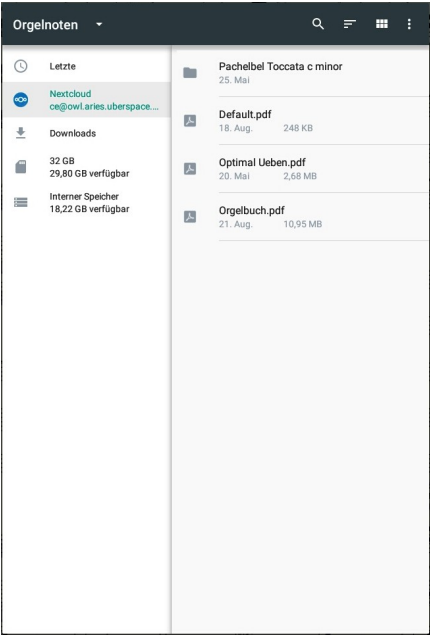 Orgelnoten
Letzte
Nextcloud
ce@owl.aries.uberspace....
Downloads
32 GB
29,80 GB verfügbar
Interner Speicher
18,22 GB verfügbar
Pachelbel Toccata c minor
25. Mai
Default.pdf
18. Aug. 248 KB
Optimal Ueben.pdf
20. Mai 2,68 MB
Orgelbuch.pdf
21. Aug. 10,95 MB